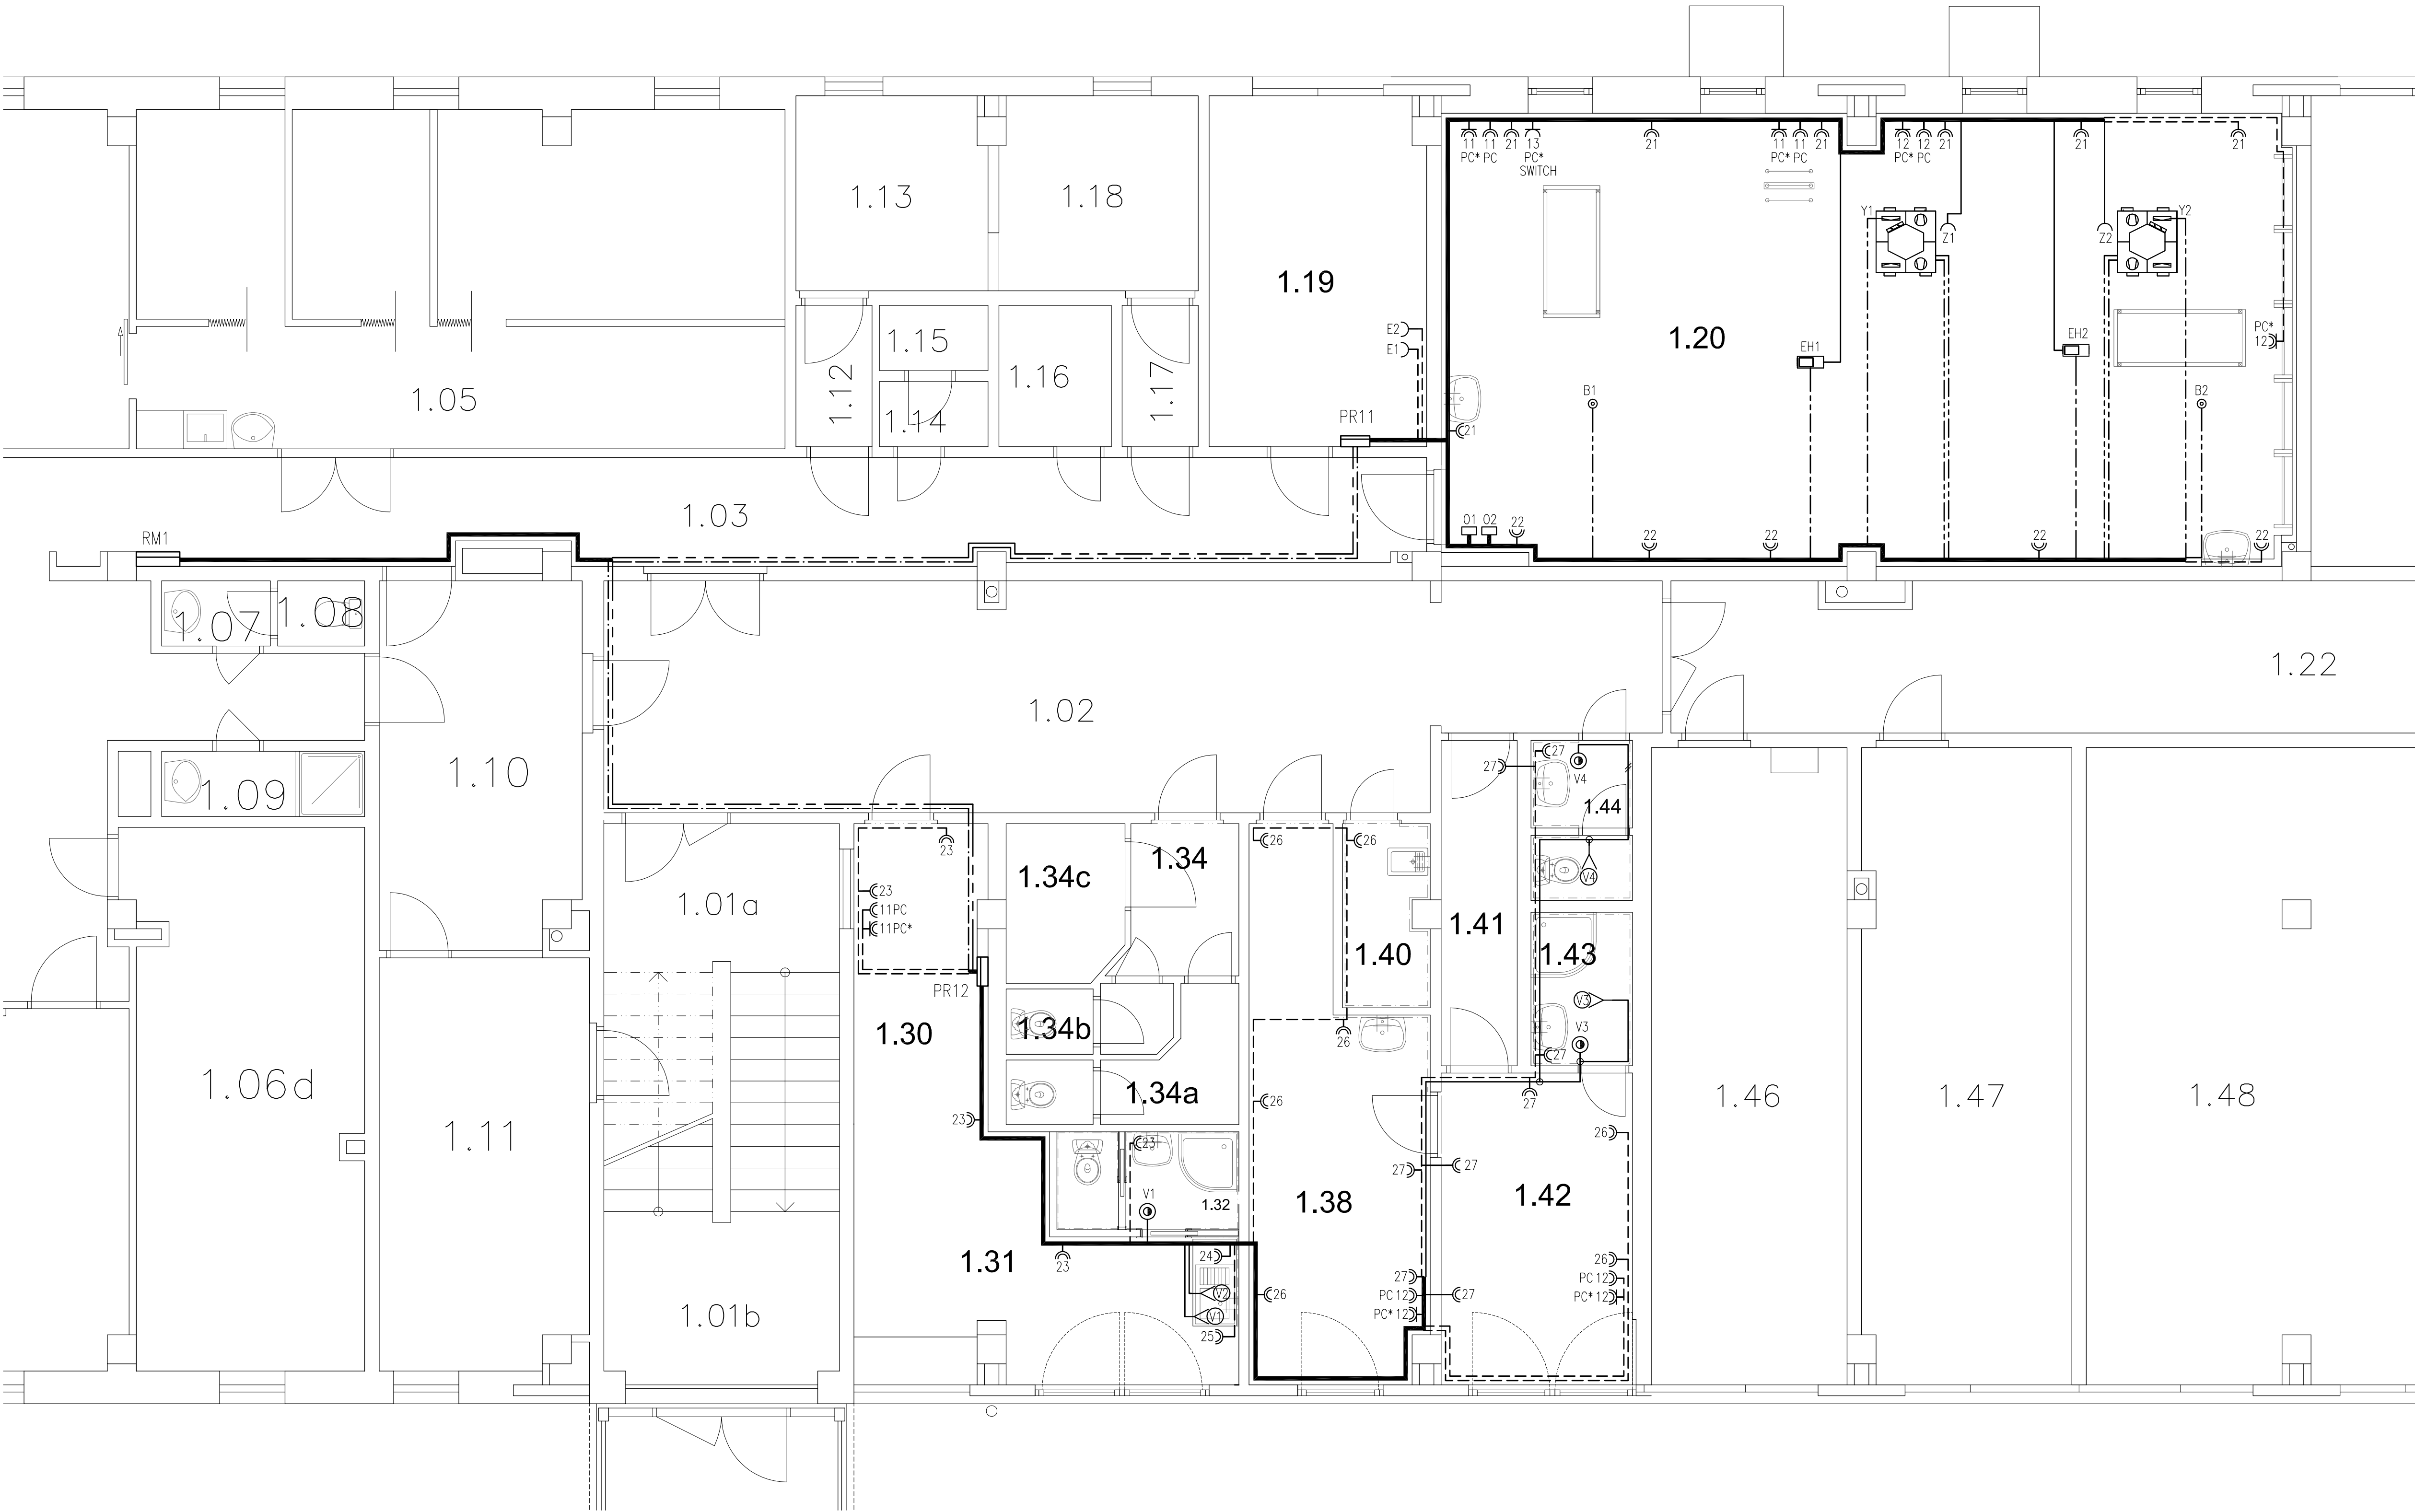 11 11 21 13
PC* PC PC*
SWITCH
21
11 11 21
PC* PC
12 12 21
PC* PC
21
21
1.13
1.18
1.19
1.20
1.05
1.15
1.16
1.12
1.14
1.17
E2
E1
PR11
Y1
Z1
Z2
Y2
EH1
EH2
PC*
12
B1
B2
21
01 02 22
22
22
22
22
1.03
RM1
1.07
1.08
1.02
1.22
1.10
1.09
27
27
V4
1.44
V4
23
1.34c
1.34
26
26
23
11PC
11PC*
1.01a
1.40
1.41
1.43
PR12
1.30
1.34b
V3
V3
26
27
27
1.06d
1.11
1.34a
26
1.46
1.47
1.48
23
23
26
27
27
V1
1.32
1.38
1.42
1.31
23
24
V2
V1
25
26
27
PC 12
PC* 12
27
26
PC 12
PC* 12
1.01b